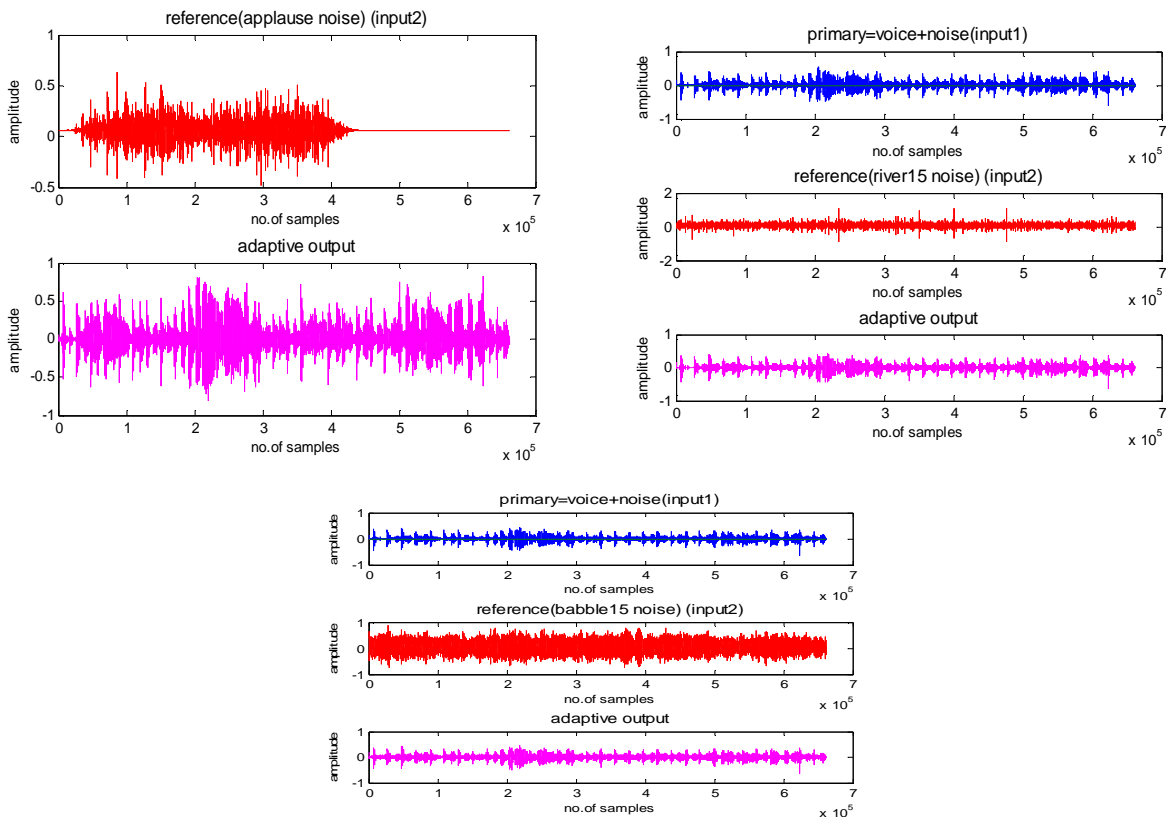 reference(applause noise) (input2)
amplitude
1
0.5
0
-0.5
0 1 2 3 4 5 6 7
x 10^5
no.of samples
adaptive output
amplitude
1
0.5
0
-0.5
-1
0 1 2 3 4 5 6 7
x 10^5
no.of samples
primary=voice+noise(input1)
amplitude
1
0
-1
0 1 2 3 4 5 6 7
x 10^5
no.of samples
reference(river15 noise) (input2)
amplitude
2
0
-2
0 1 2 3 4 5 6 7
x 10^5
no.of samples
adaptive output
amplitude
1
0
-1
0 1 2 3 4 5 6 7
x 10^5
no.of samples
primary=voice+noise(input1)
amplitude
1
0
-1
0 1 2 3 4 5 6 7
x 10^5
no.of samples
reference(babble15 noise) (input2)
amplitude
1
0
-1
0 1 2 3 4 5 6 7
x 10^5
no.of samples
adaptive output
amplitude
1
0
-1
0 1 2 3 4 5 6 7
x 10^5
no.of samples